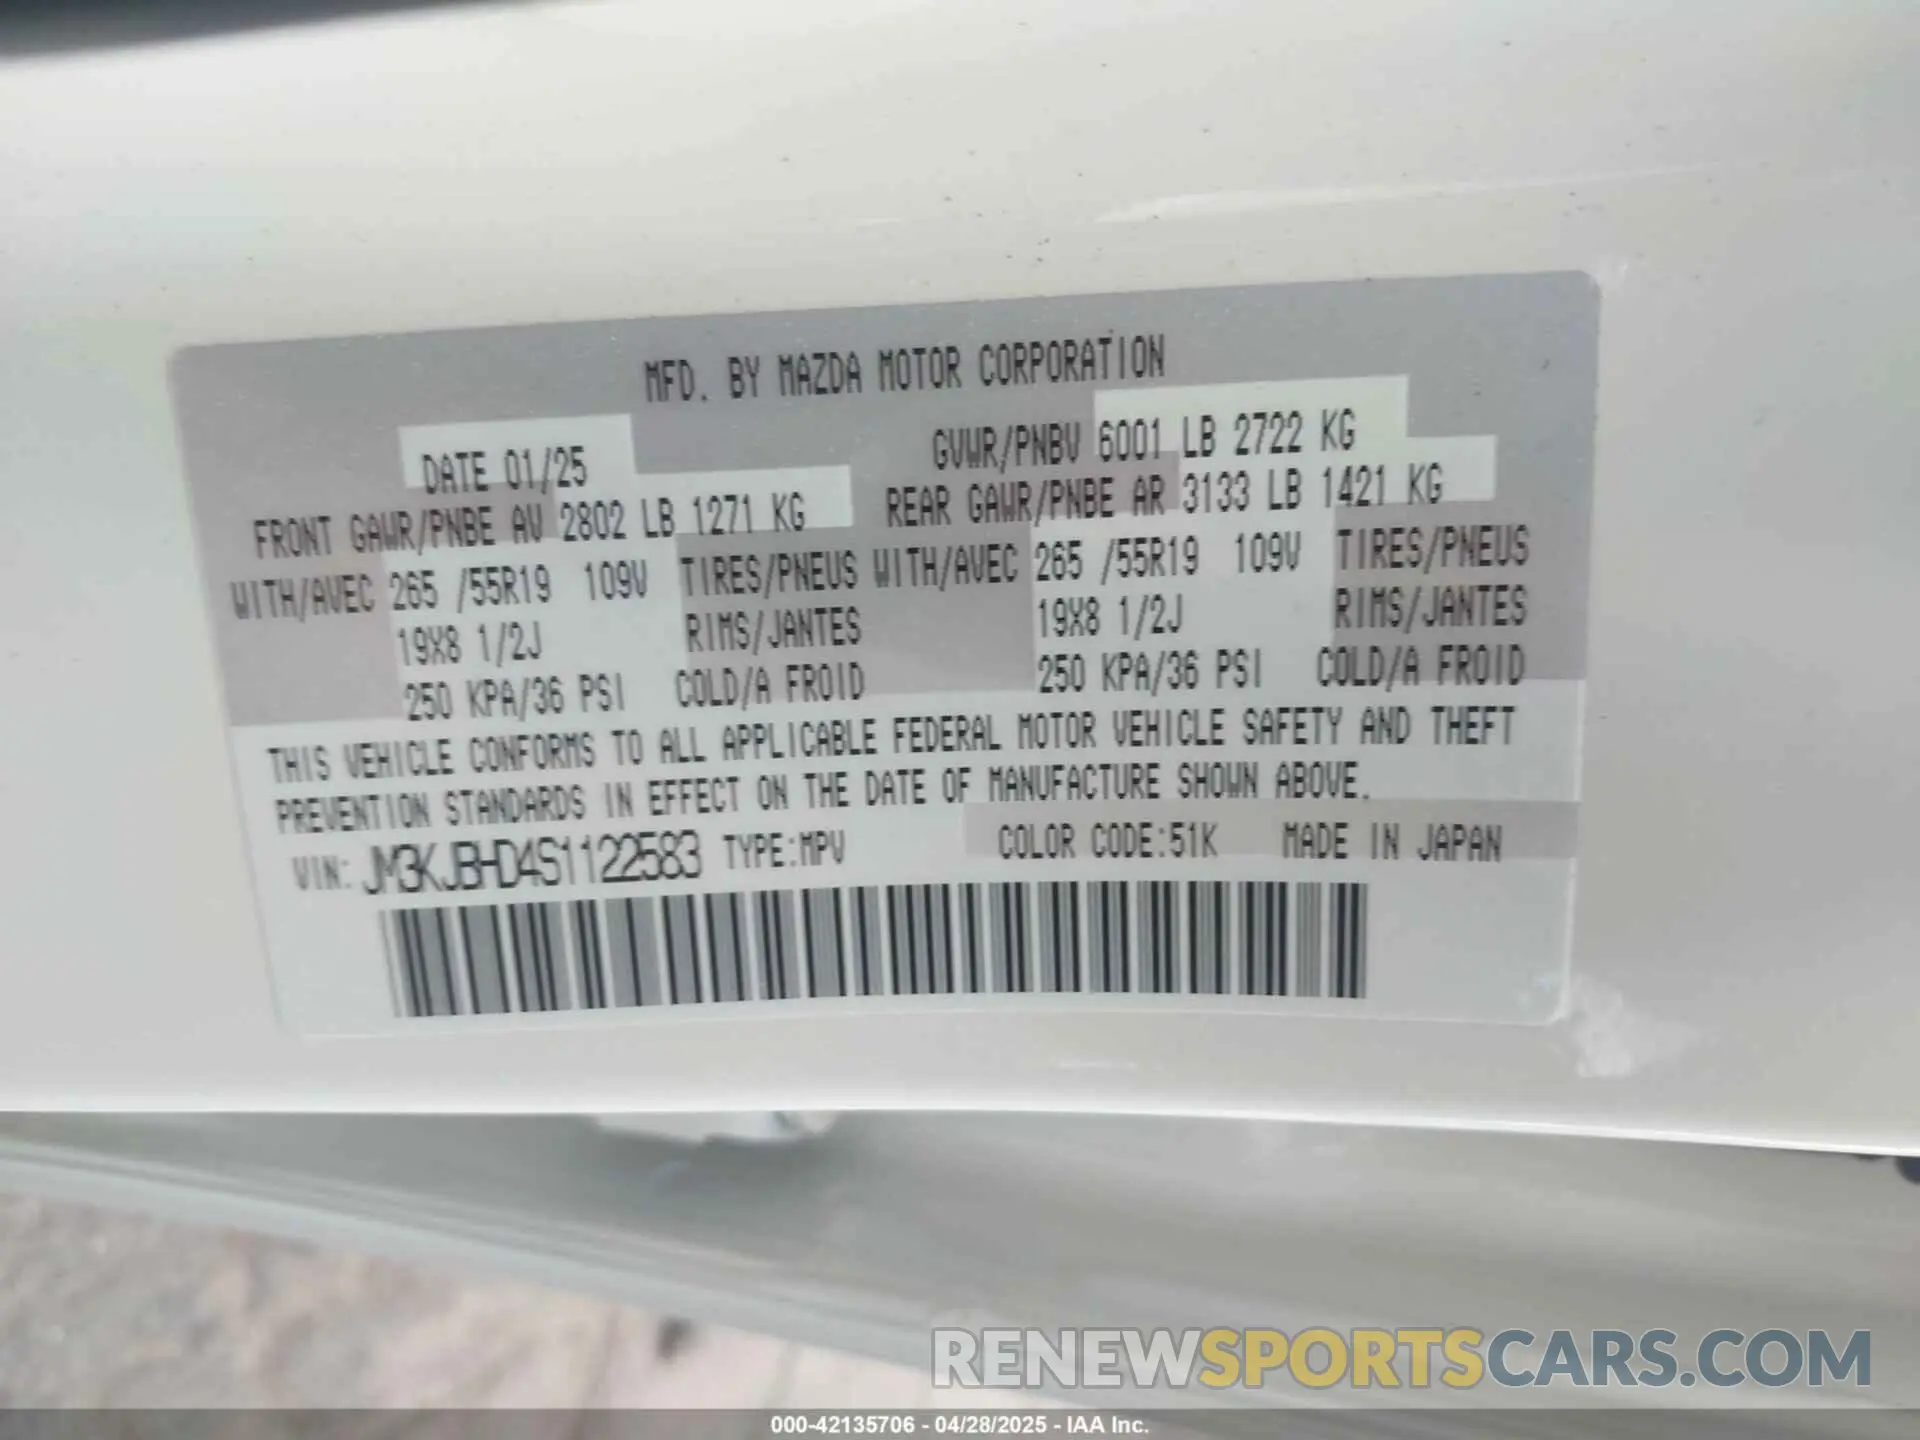 MFD. BY MAZDA MOTOR CORPORATION
DATE 01/25 GVWR/PNBV 6001 LB 2722 KG
FRONT GAWR/PNBE AV 2802 LB 1271 KG REAR GAWR/PNBE AR 3133 LB 1421 KG
WITH/AVEC 265 /55R19 109V TIRES/PNEUS WITH/AVEC 265 /55R19 109V TIRES/PNEUS
19X8 1/2J RIMS/JANTES 19X8 1/2J RIMS/JANTES
250 KPA/36 PSI COLD/A FROID 250 KPA/36 PSI COLD/A FROID
THIS VEHICLE CONFORMS TO ALL APPLICABLE FEDERAL MOTOR VEHICLE SAFETY AND THEFT
PREVENTION STANDARDS IN EFFECT ON THE DATE OF MANUFACTURE SHOWN ABOVE.
VIN: JM3KJBHD4S1122583 TYPE:MPV COLOR CODE:51K MADE IN JAPAN
RENEWSPORTSCARS.COM
000-42135706 - 04/28/2025 - IAA Inc.